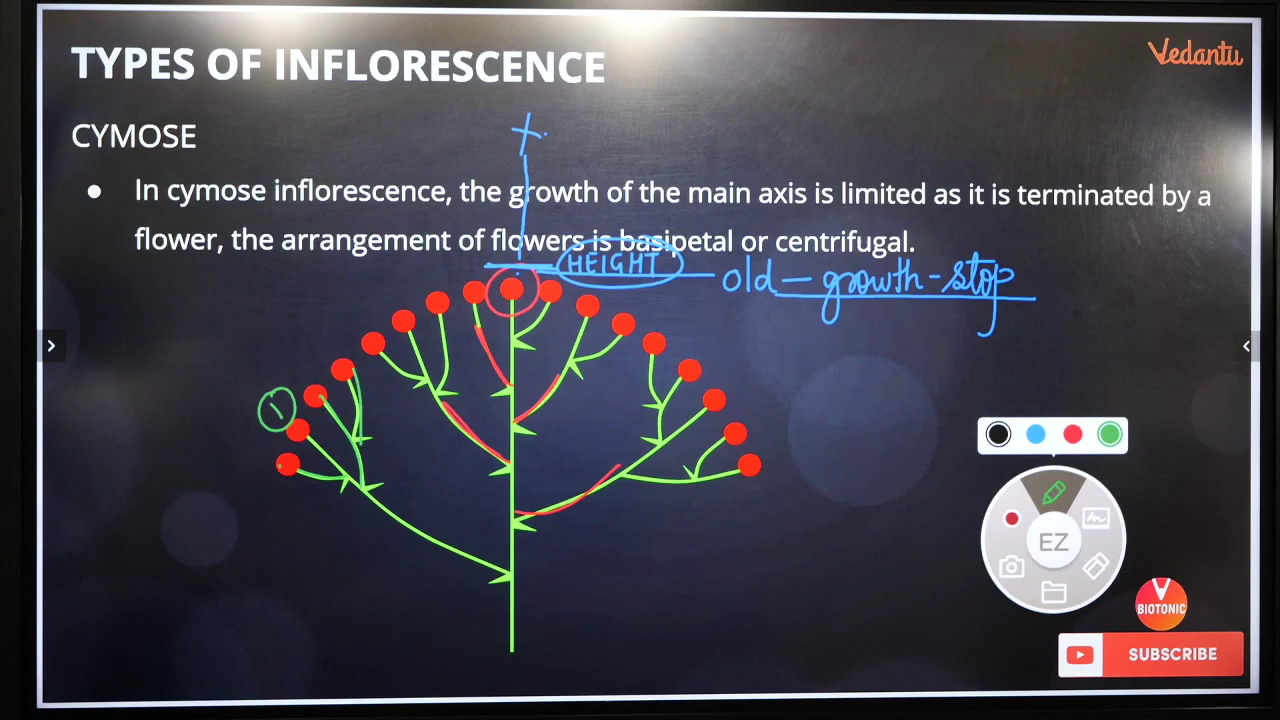 TYPES OF INFLORESCENCE
Vedantu
CYMOSE
● In cymose inflorescence, the growth of the main axis is limited as it is terminated by a
flower, the arrangement of flowers is basipetal or centrifugal.
HEIGHT
old - growth - stop
1
EZ
BIOTONIC
SUBSCRIBE